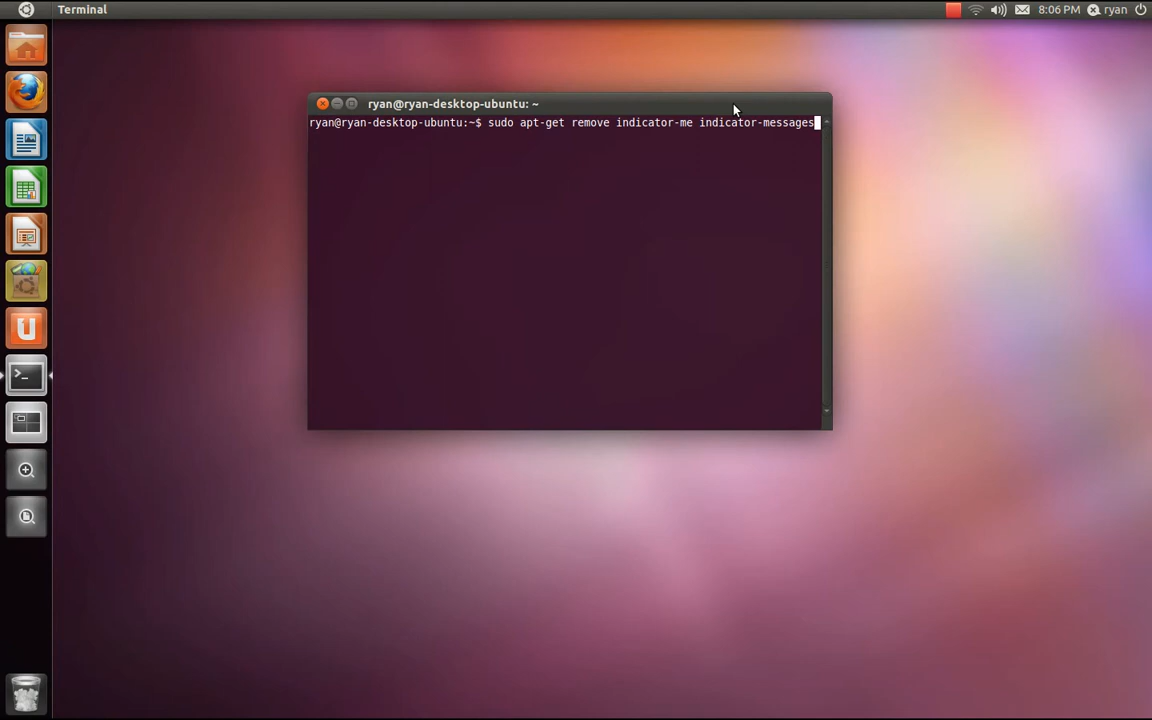 Terminal
8:06 PM
ryan
ryan@ryan-desktop-ubuntu: ~
ryan@ryan-desktop-ubuntu:~$ sudo apt-get remove indicator-me indicator-messages